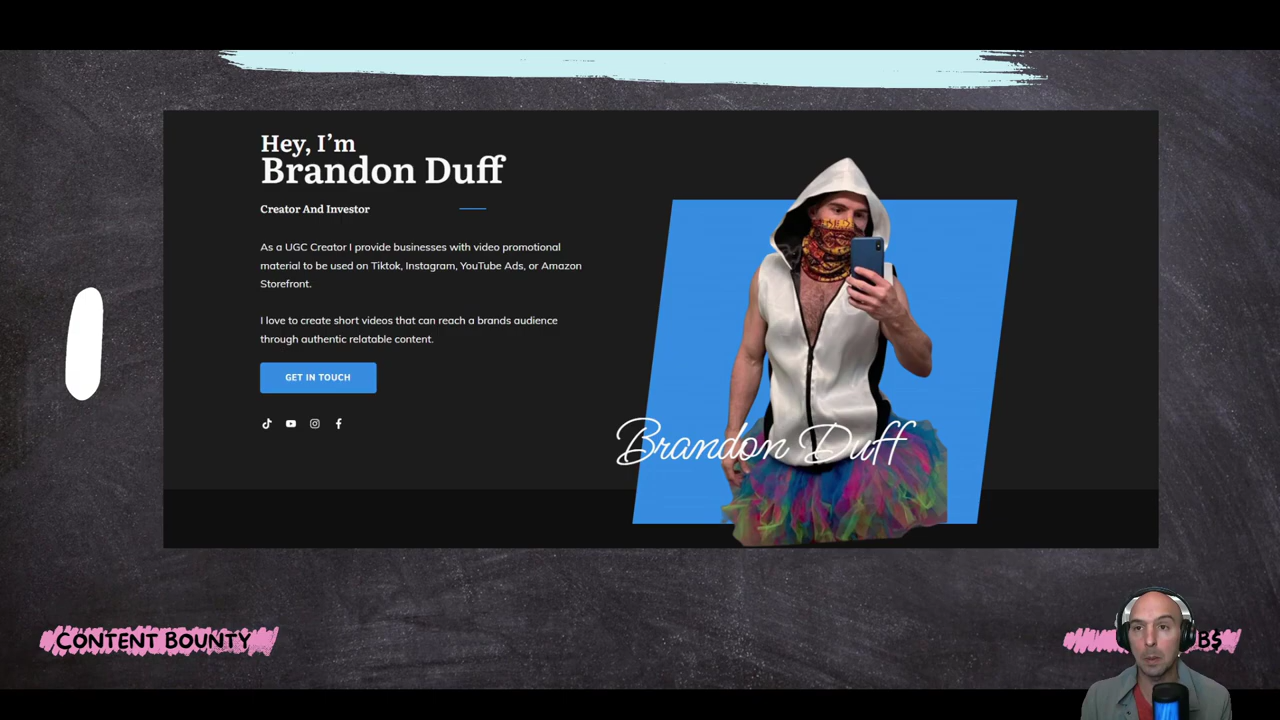 Hey, I'm
Brandon Duff
Creator And Investor
As a UGC Creator I provide businesses with video promotional
material to be used on Tiktok, Instagram, YouTube Ads, or Amazon
Storefront.
I love to create short videos that can reach a brands audience
through authentic relatable content.
GET IN TOUCH
Brandon Duff
CONTENT BOUNTY